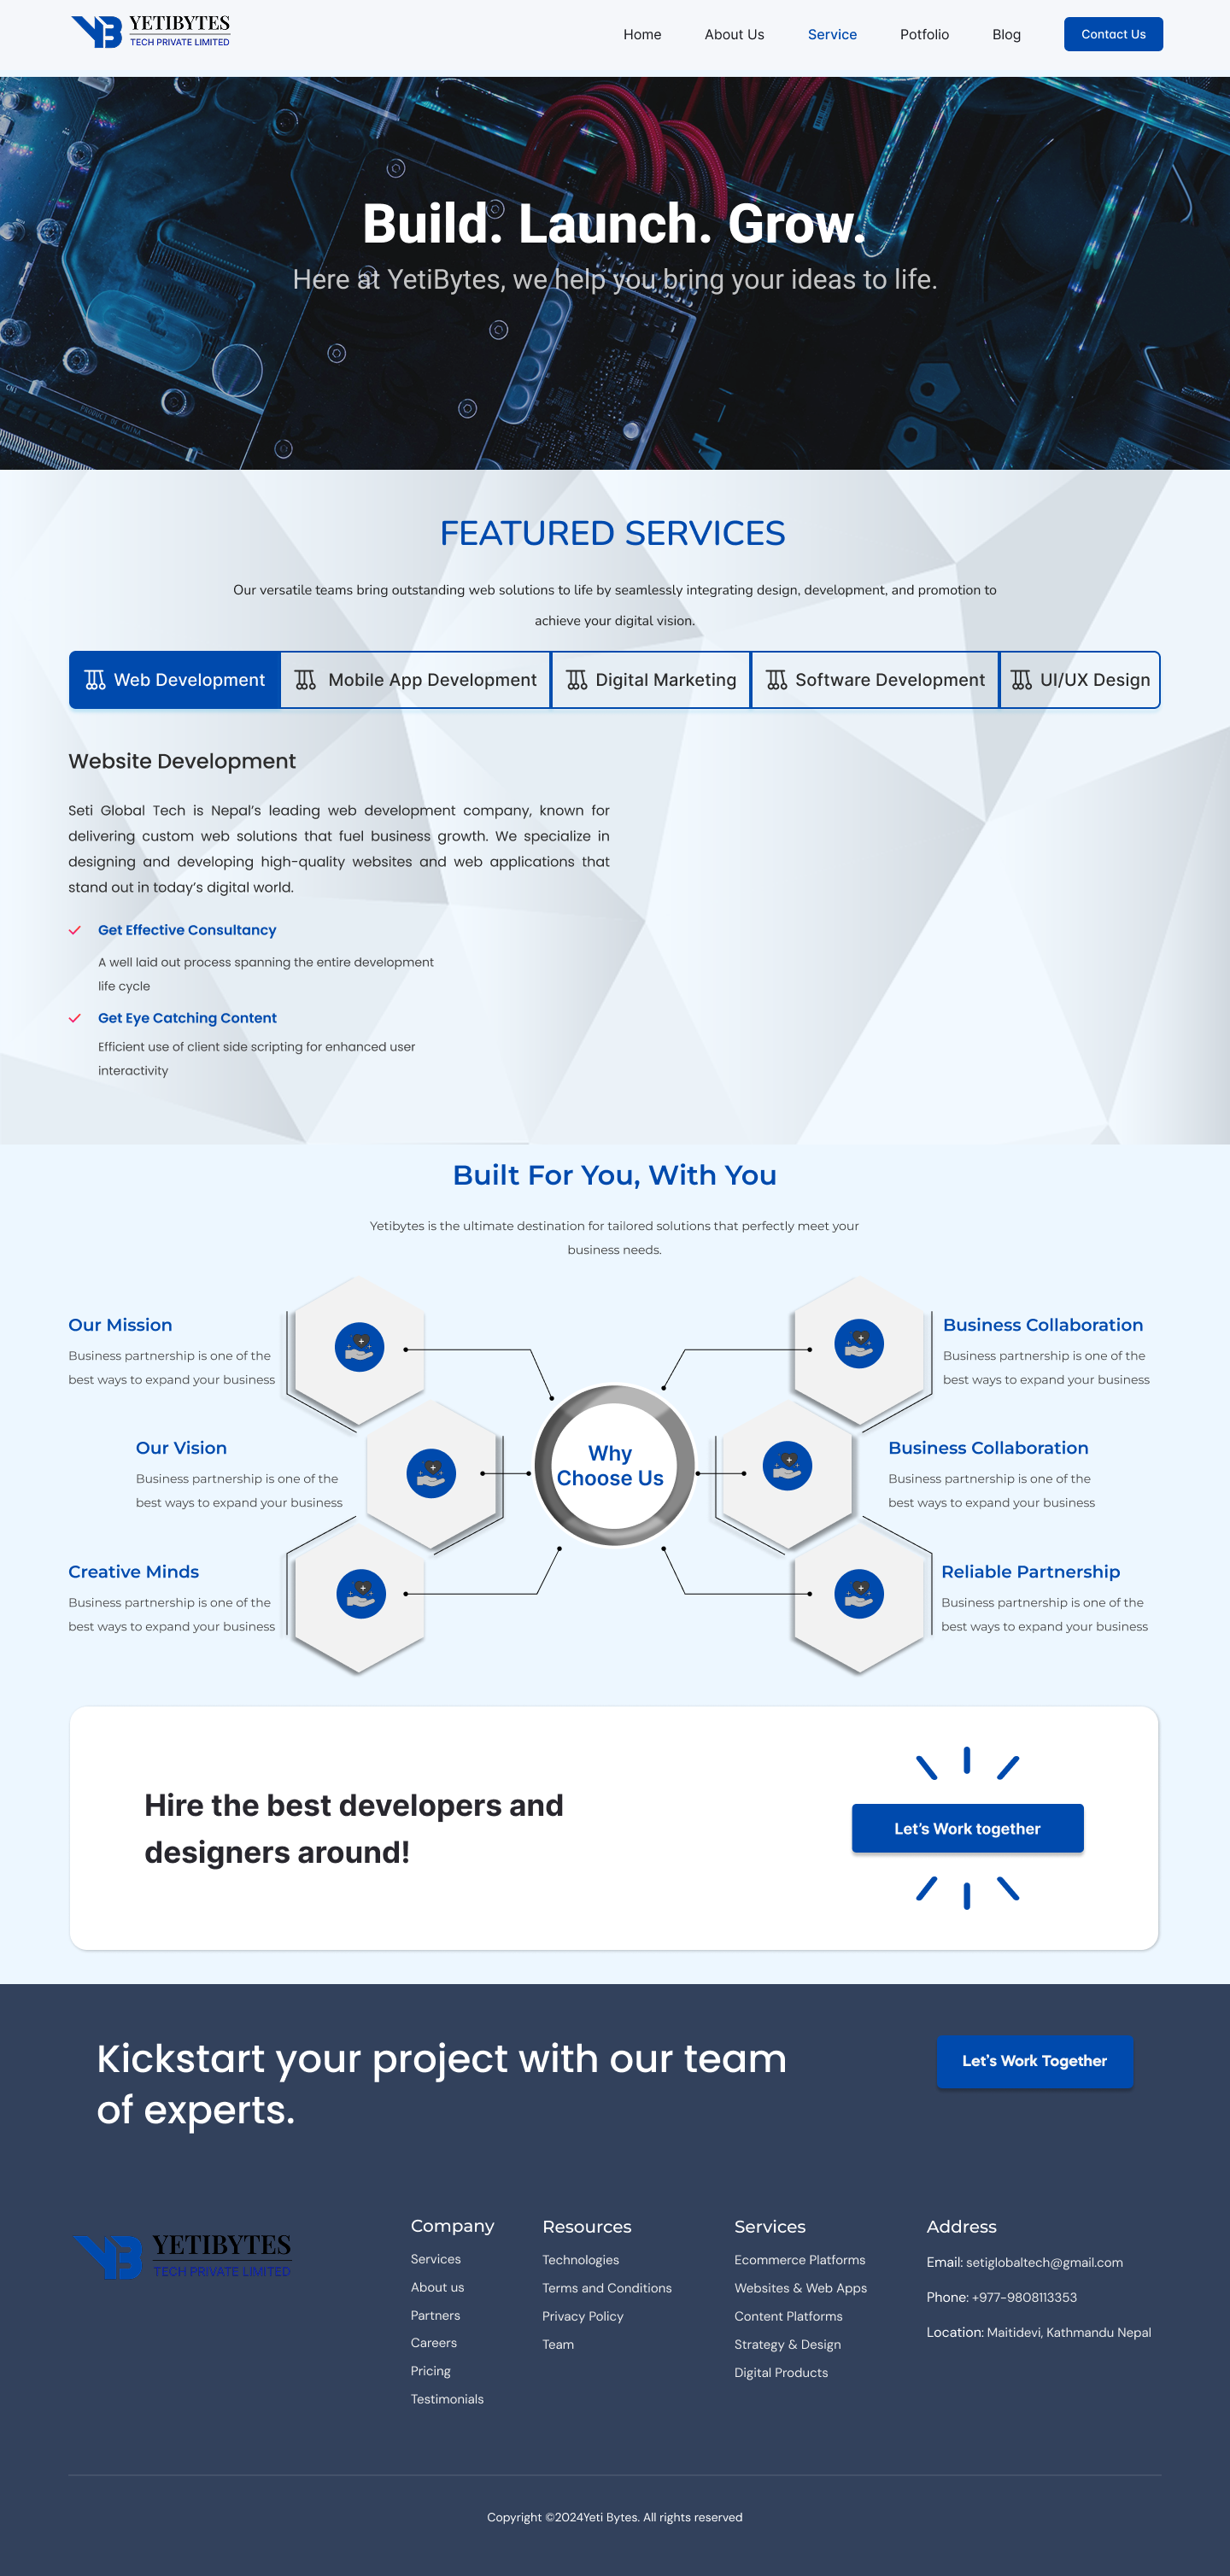 YETIBYTES
TECH PRIVATE LIMITED
Home About Us Service Potfolio Blog Contact Us
PRODUCT OF CHINA
CN1
Build. Launch. Grow.
Here at YetiBytes, we help you bring your ideas to life.
FEATURED SERVICES
Our versatile teams bring outstanding web solutions to life by seamlessly integrating design, development, and promotion to
achieve your digital vision.
Web Development Mobile App Development Digital Marketing Software Development UI/UX Design
Website Development
Seti Global Tech is Nepal's leading web development company, known for
delivering custom web solutions that fuel business growth. We specialize in
designing and developing high-quality websites and web applications that
stand out in today's digital world.
Get Effective Consultancy
A well laid out process spanning the entire development
life cycle
Get Eye Catching Content
Efficient use of client side scripting for enhanced user
interactivity
Built For You, With You
Yetibytes is the ultimate destination for tailored solutions that perfectly meet your
business needs.
Our Mission
Business partnership is one of the
best ways to expand your business
Our Vision
Business partnership is one of the
best ways to expand your business
Creative Minds
Business partnership is one of the
best ways to expand your business
Why
Choose Us
Business Collaboration
Business partnership is one of the
best ways to expand your business
Business Collaboration
Business partnership is one of the
best ways to expand your business
Reliable Partnership
Business partnership is one of the
best ways to expand your business
Hire the best developers and
designers around!
Let's Work together
Kickstart your project with our team
of experts.
Let's Work Together
YETIBYTES
TECH PRIVATE LIMITED
Company
Services
About us
Partners
Careers
Pricing
Testimonials
Resources
Technologies
Terms and Conditions
Privacy Policy
Team
Services
Ecommerce Platforms
Websites & Web Apps
Content Platforms
Strategy & Design
Digital Products
Address
Email: setiglobaltech@gmail.com
Phone: +977-9808113353
Location: Maitidevi, Kathmandu Nepal
Copyright ©2024Yeti Bytes. All rights reserved